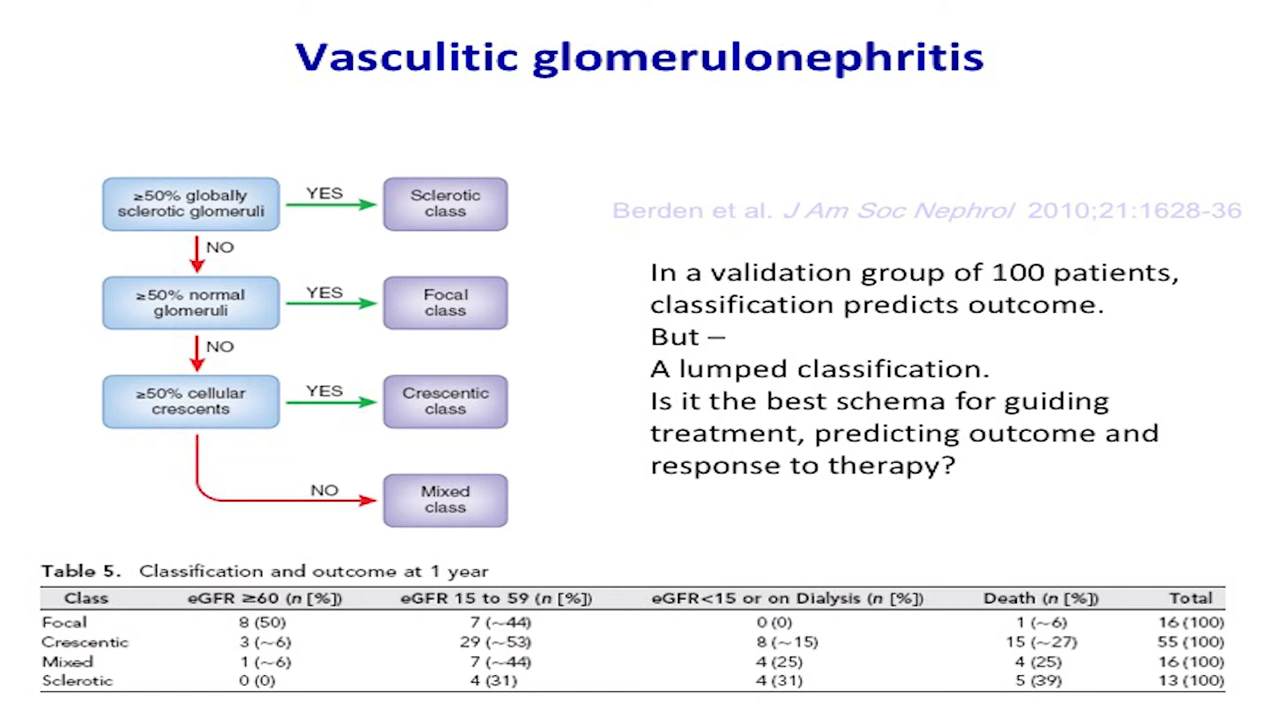 Vasculitic glomerulonephritis
≥50% globally
sclerotic glomeruli
YES
Sclerotic
class
NO
≥50% normal
glomeruli
YES
Focal
class
NO
≥50% cellular
crescents
YES
Crescentic
class
NO
Mixed
class
Berden et al. J Am Soc Nephrol 2010;21:1628-36
In a validation group of 100 patients,
classification predicts outcome.
But –
A lumped classification.
Is it the best schema for guiding
treatment, predicting outcome and
response to therapy?
Table 5. Classification and outcome at 1 year
Class eGFR ≥60 (n [%]) eGFR 15 to 59 (n [%]) eGFR<15 or on Dialysis (n [%]) Death (n [%]) Total
Focal 8 (50) 7 (~44) 0 (0) 1 (~6) 16 (100)
Crescentic 3 (~6) 29 (~53) 8 (~15) 15 (~27) 55 (100)
Mixed 1 (~6) 7 (~44) 4 (25) 4 (25) 16 (100)
Sclerotic 0 (0) 4 (31) 4 (31) 5 (39) 13 (100)